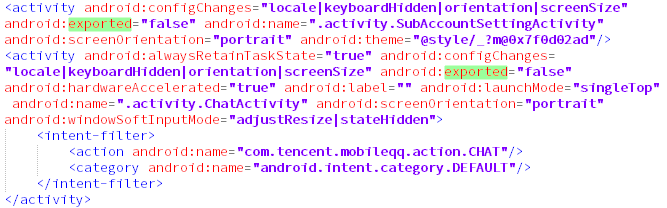 <activity android:configChanges="locale|keyboardHidden|orientation|screenSize"
android:exported="false" android:name=".activity.SubAccountSettingActivity"
android:screenOrientation="portrait" android:theme="@style/_?m@0x7f0d02ad"/>
<activity android:alwaysRetainTaskState="true" android:configChanges=
"locale|keyboardHidden|orientation|screenSize" android:exported="false"
android:hardwareAccelerated="true" android:label="" android:launchMode="singleTop"
android:name=".activity.ChatActivity" android:screenOrientation="portrait"
android:windowSoftInputMode="adjustResize|stateHidden">
<intent-filter>
<action android:name="com.tencent.mobileqq.action.CHAT"/>
<category android:name="android.intent.category.DEFAULT"/>
</intent-filter>
</activity>